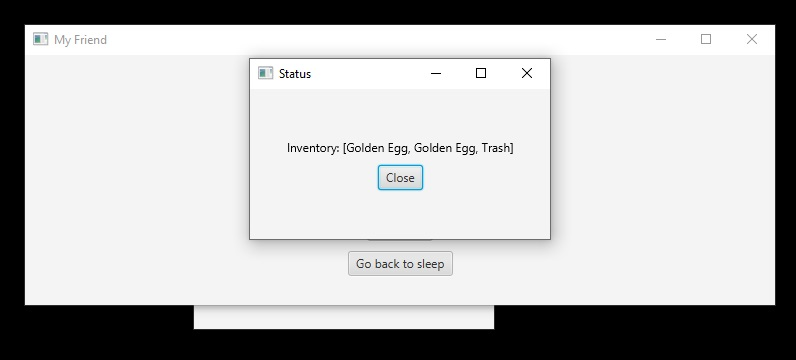 My Friend
Status
Inventory: [Golden Egg, Golden Egg, Trash]
Close
Go back to sleep